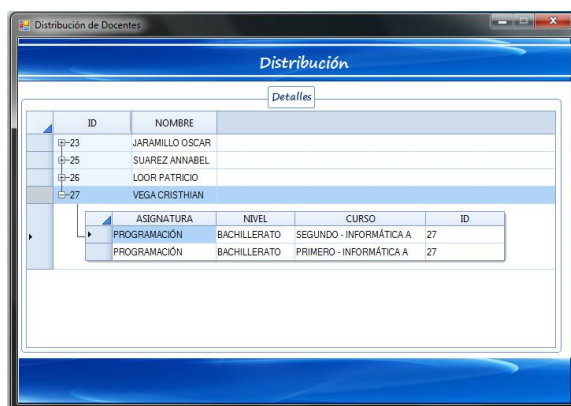 Distribución de Docentes
Distribución
Detalles
ID NOMBRE
23 JARAMILLO OSCAR
25 SUAREZ ANNABEL
26 LOOR PATRICIO
27 VEGA CRISTHIAN
ASIGNATURA NIVEL CURSO ID
PROGRAMACIÓN BACHILLERATO SEGUNDO - INFORMÁTICA A 27
PROGRAMACIÓN BACHILLERATO PRIMERO - INFORMÁTICA A 27